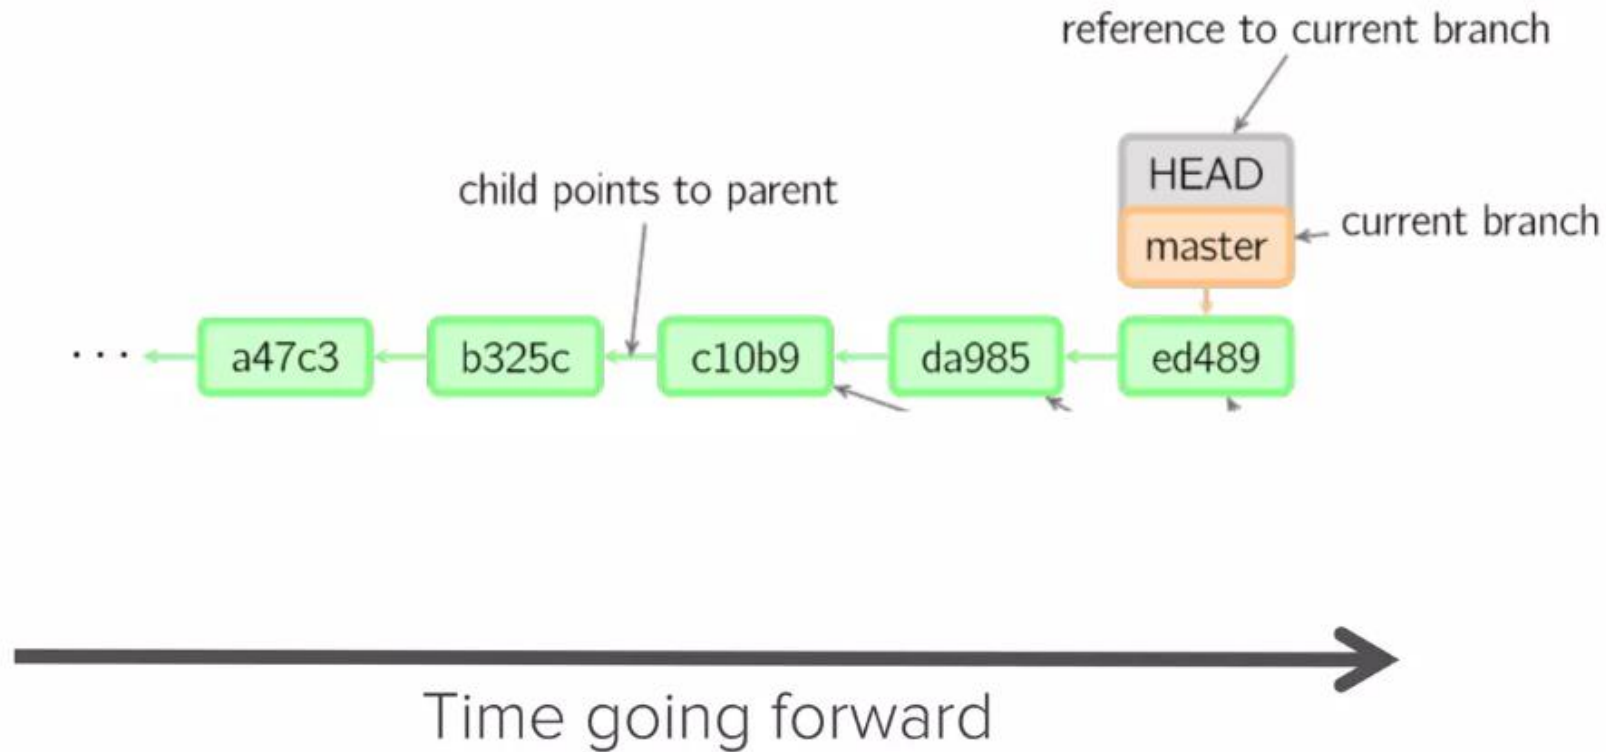 reference to current branch
HEAD
child points to parent
current branch
master
... a47c3 b325c c10b9 da985 ed489
Time going forward